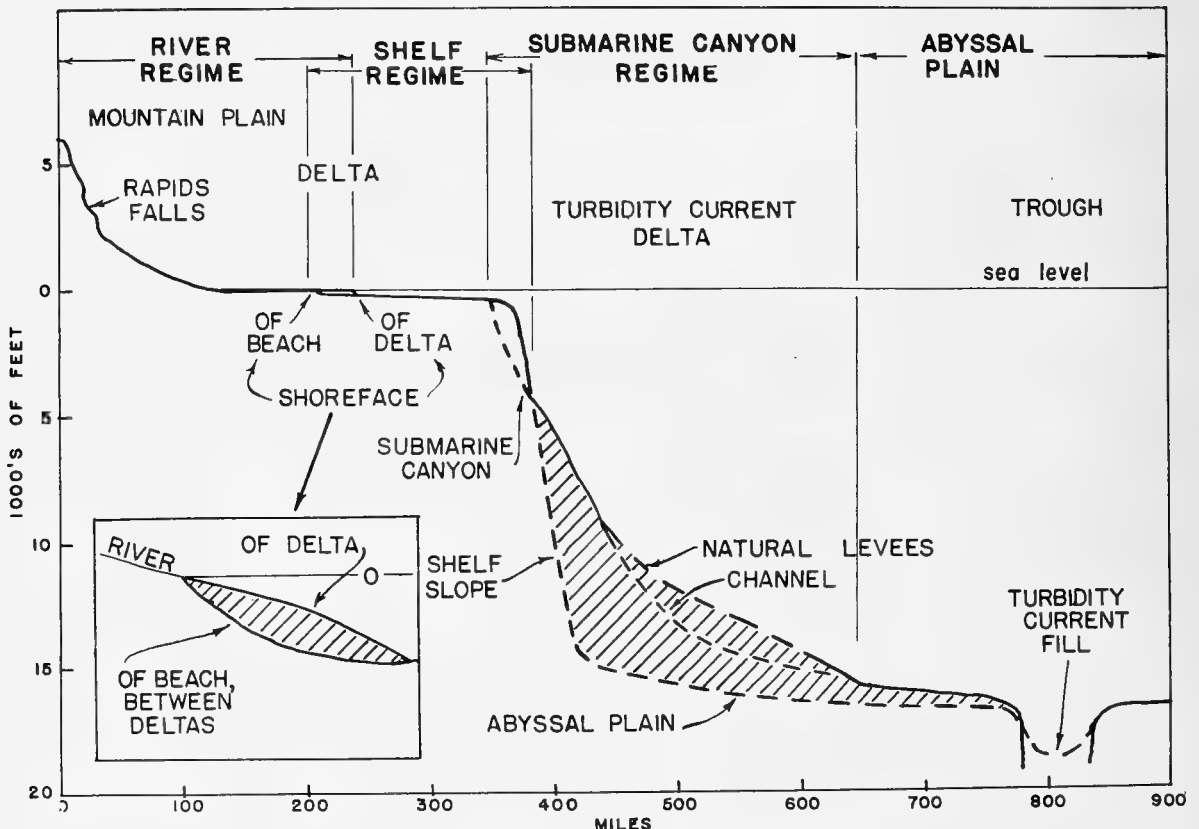 RIVER
REGIME
SHELF
REGIME
SUBMARINE CANYON
REGIME
ABYSSAL
PLAIN
MOUNTAIN PLAIN
DELTA
RAPIDS
FALLS
TURBIDITY CURRENT
DELTA
TROUGH
sea level
5
0
5
10
15
20
1000'S OF FEET
OF
BEACH
OF
DELTA
SHOREFACE
SUBMARINE
CANYON
RIVER
OF DELTA
0
OF BEACH,
BETWEEN
DELTAS
SHELF
SLOPE
NATURAL LEVEES
CHANNEL
ABYSSAL PLAIN
TURBIDITY
CURRENT
FILL
0 100 200 300 400 500 600 700 800 900
MILES